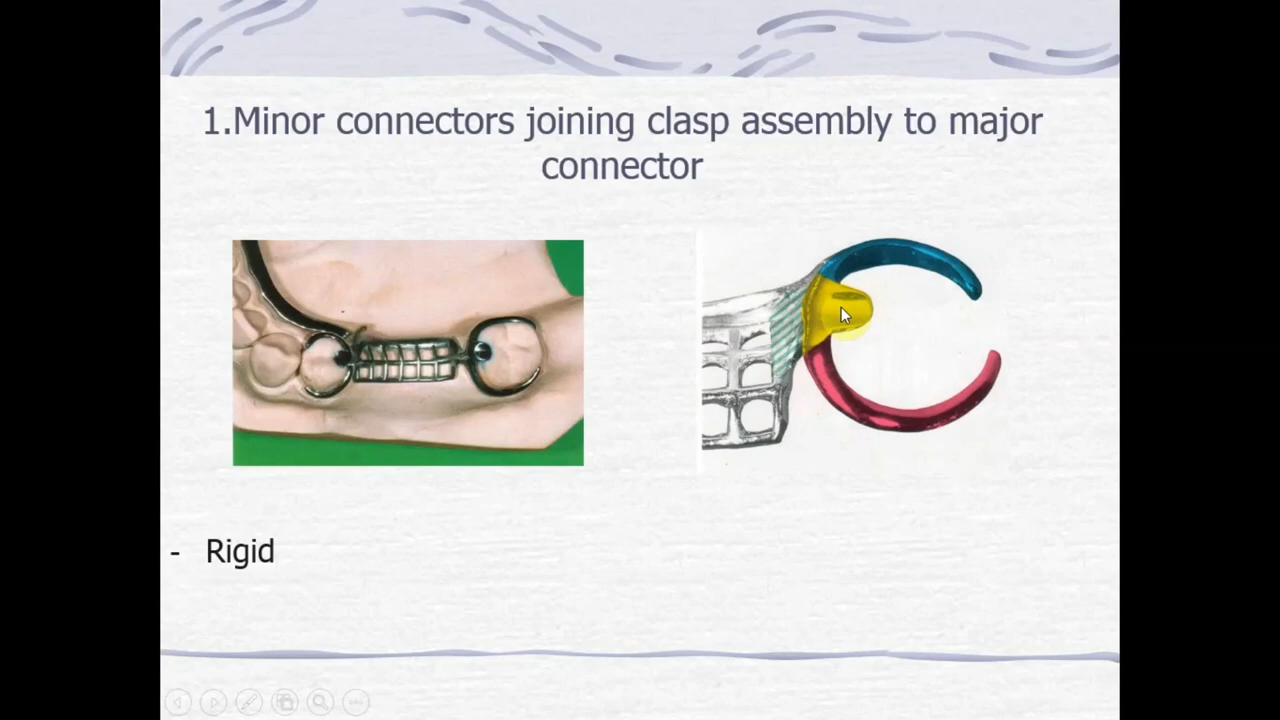 1.Minor connectors joining clasp assembly to major
connector
- Rigid